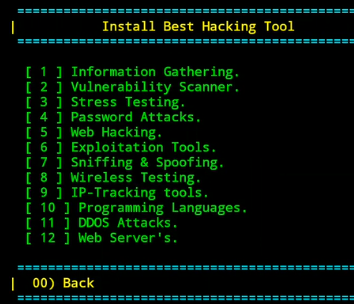 ==========================================
| Install Best Hacking Tool
==========================================
[ 1 ] Information Gathering.
[ 2 ] Vulnerability Scanner.
[ 3 ] Stress Testing.
[ 4 ] Password Attacks.
[ 5 ] Web Hacking.
[ 6 ] Exploitation Tools.
[ 7 ] Sniffing & Spoofing.
[ 8 ] Wireless Testing.
[ 9 ] IP-Tracking tools.
[ 10 ] Programming Languages.
[ 11 ] DDOS Attacks.
[ 12 ] Web Server's.
==========================================
| 00) Back
==========================================